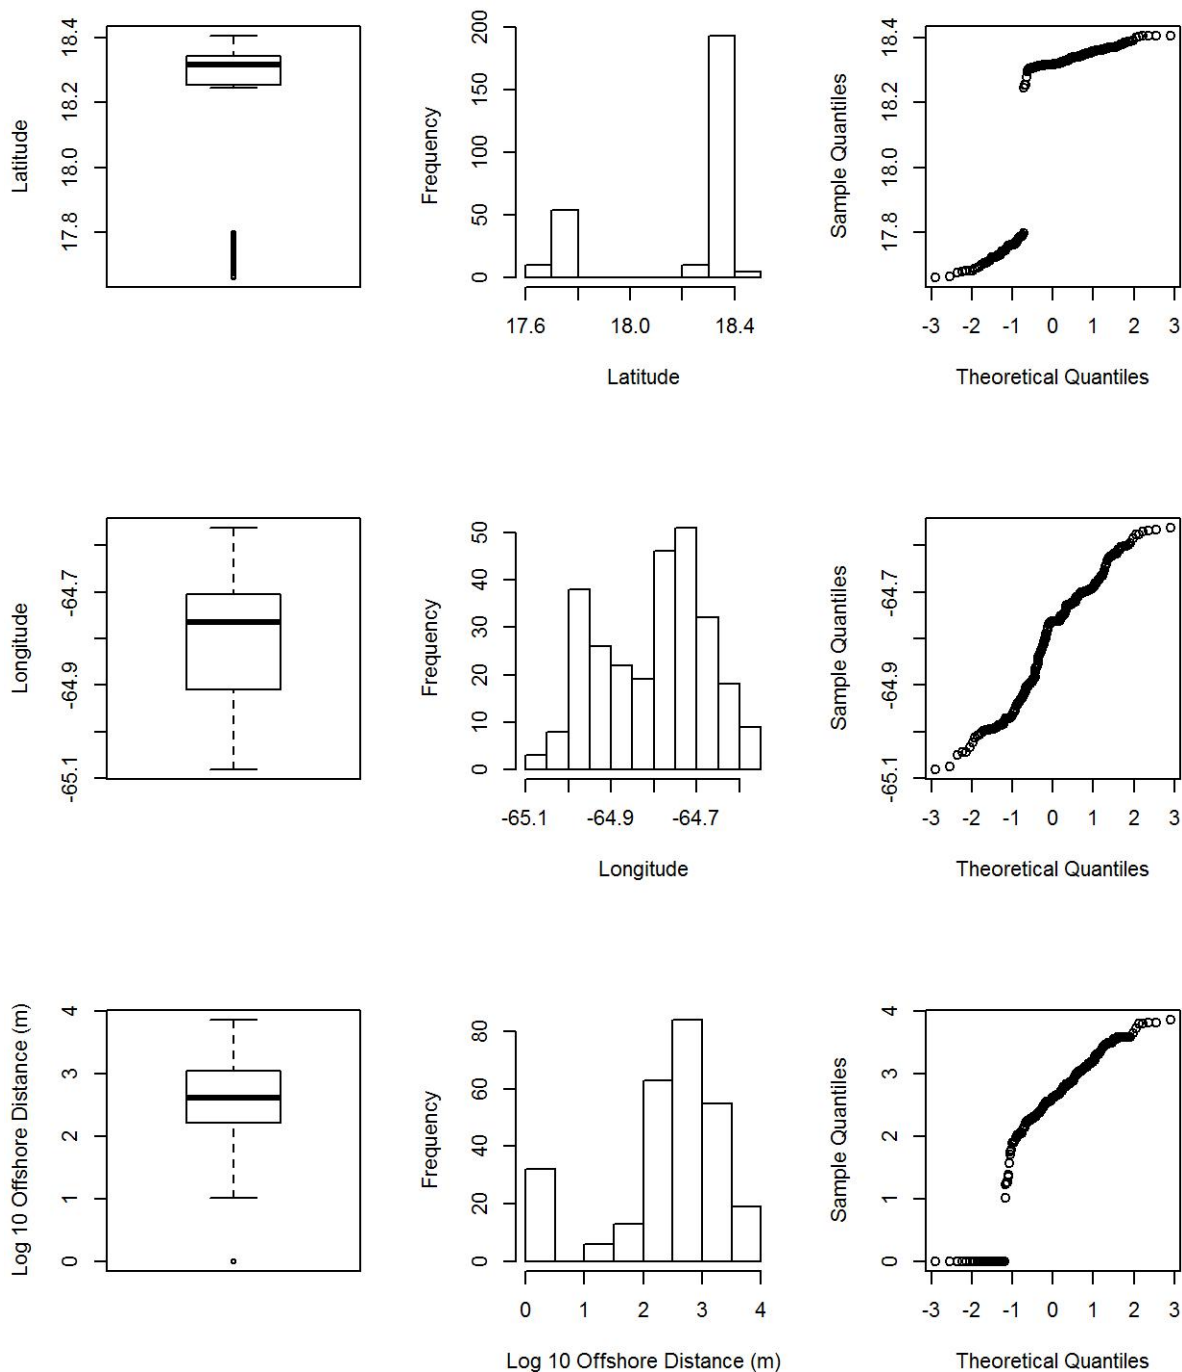 Latitude
17.8 18.0 18.2 18.4
Frequency
0 50 100 150 200
17.6 18.0 18.4
Latitude
Sample Quantiles
17.8 18.0 18.2 18.4
-3 -2 -1 0 1 2 3
Theoretical Quantiles
Longitude
-65.1 -64.9 -64.7
Frequency
0 10 20 30 40 50
-65.1 -64.9 -64.7
Longitude
Sample Quantiles
-65.1 -64.9 -64.7
-3 -2 -1 0 1 2 3
Theoretical Quantiles
Log 10 Offshore Distance (m)
0 1 2 3 4
Frequency
0 20 40 60 80
0 1 2 3 4
Log 10 Offshore Distance (m)
Sample Quantiles
0 1 2 3 4
-3 -2 -1 0 1 2 3
Theoretical Quantiles